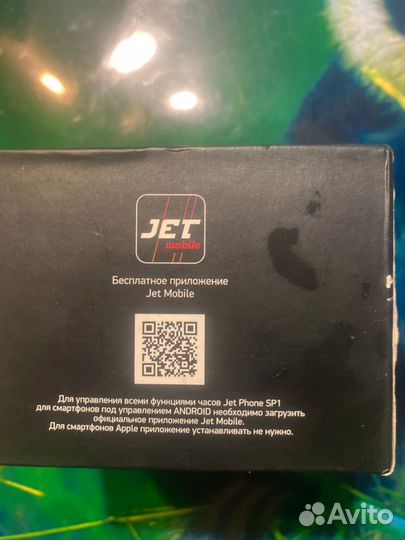 JET
mobile
Бесплатное приложение
Jet Mobile
Для управления всеми функциями часов Jet Phone SP1
для смартфонов под управлением ANDROID необходимо загрузить
официальное приложение Jet Mobile.
Для смартфонов Apple приложение устанавливать не нужно.
Avito